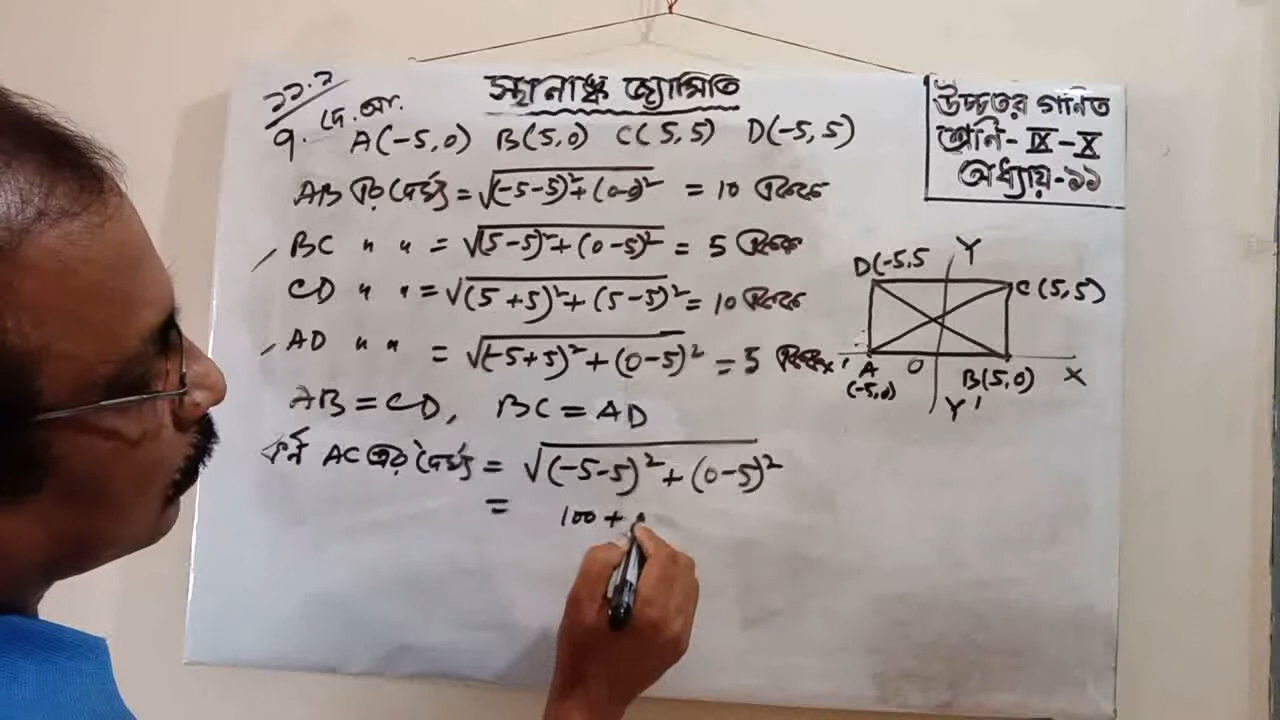 স্থানাঙ্ক জ্যামিতি
উচ্চতর গণিত
শ্রেনি- IX-X
অধ্যায়-১১
১১.২
৭. দে. আ.
A(-5,0) B(5,0) C(5,5) D(-5,5)
AB এর দৈর্ঘ্য = √(-5-5)²+(0-0)² = 10 একক
BC " " = √(5-5)²+(0-5)² = 5 একক
CD " " = √(5+5)²+(5-5)² = 10 একক
AD " " = √(-5+5)²+(0-5)² = 5 একক
AB=CD, BC=AD
কর্ন AC এর দৈর্ঘ্য = √(-5-5)²+(0-5)²
= 100+
D(-5,5 Y
C(5,5)
X' A O B(5,0) X
(-5,0)
Y'